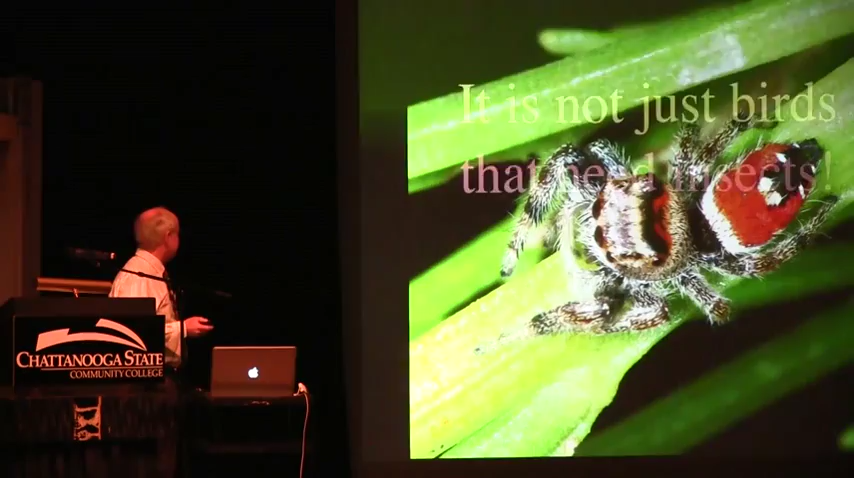 It is not just birds
that need insects!
CHATTANOOGA STATE
COMMUNITY COLLEGE